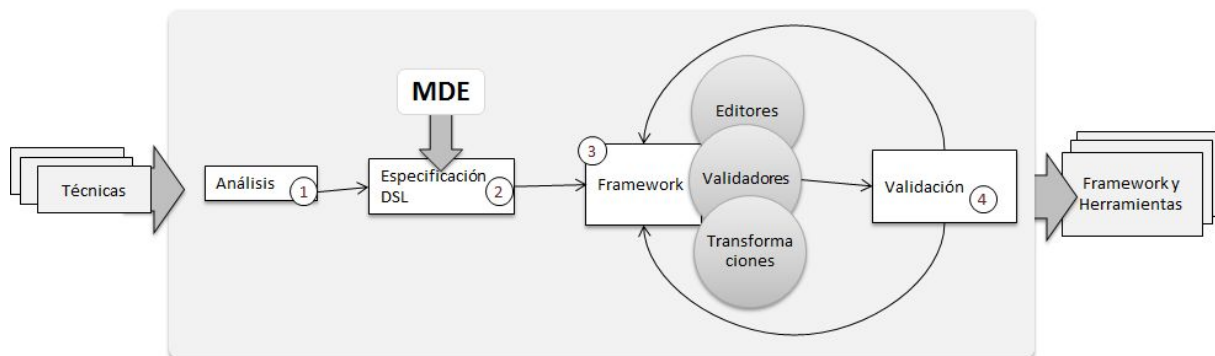 MDE
Técnicas
Análisis
1
Especificación
DSL
2
3
Framework
Editores
Validadores
Transforma
ciones
Validación
4
Framework y
Herramientas